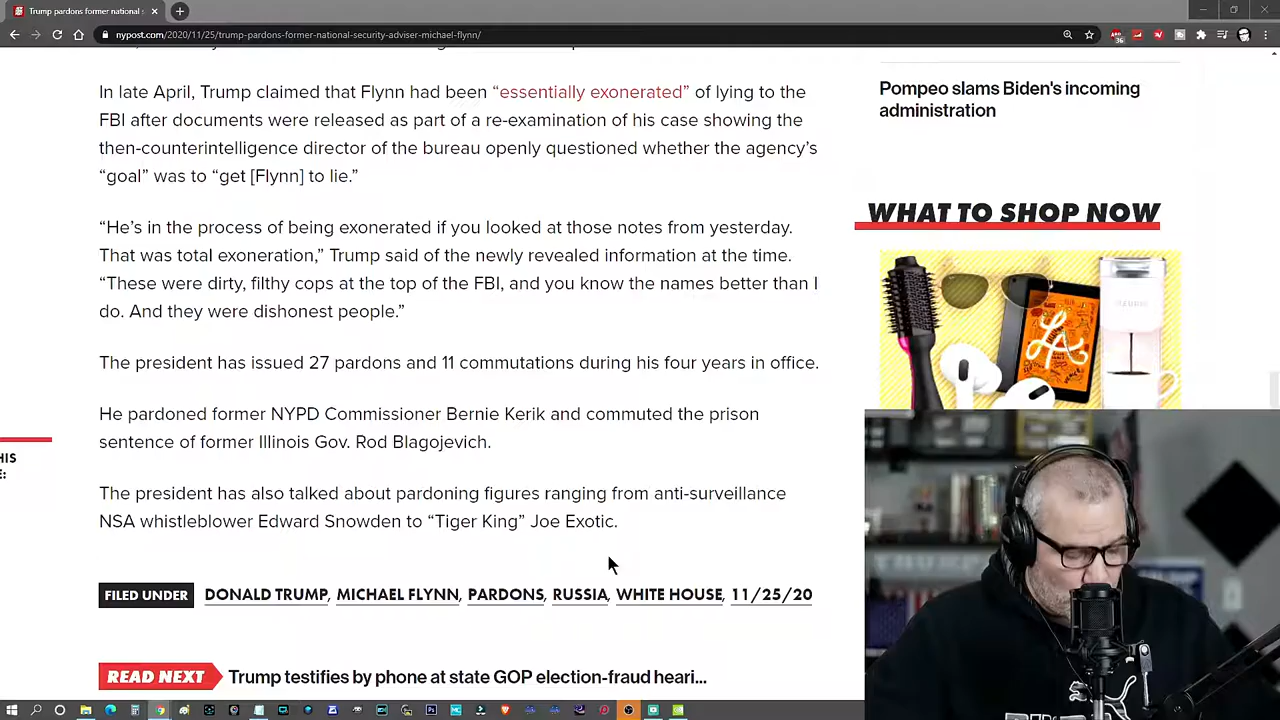 Trump pardons former national s
nypost.com/2020/11/25/trump-pardons-former-national-security-adviser-michael-flynn/
In late April, Trump claimed that Flynn had been “essentially exonerated” of lying to the
FBI after documents were released as part of a re-examination of his case showing the
then-counterintelligence director of the bureau openly questioned whether the agency’s
“goal” was to “get [Flynn] to lie.”
“He’s in the process of being exonerated if you looked at those notes from yesterday.
That was total exoneration,” Trump said of the newly revealed information at the time.
“These were dirty, filthy cops at the top of the FBI, and you know the names better than I
do. And they were dishonest people.”
The president has issued 27 pardons and 11 commutations during his four years in office.
He pardoned former NYPD Commissioner Bernie Kerik and commuted the prison
sentence of former Illinois Gov. Rod Blagojevich.
The president has also talked about pardoning figures ranging from anti-surveillance
NSA whistleblower Edward Snowden to “Tiger King” Joe Exotic.
FILED UNDER DONALD TRUMP, MICHAEL FLYNN, PARDONS, RUSSIA, WHITE HOUSE, 11/25/20
READ NEXT Trump testifies by phone at state GOP election-fraud heari...
HIS
E:
Pompeo slams Biden's incoming
administration
WHAT TO SHOP NOW
LA